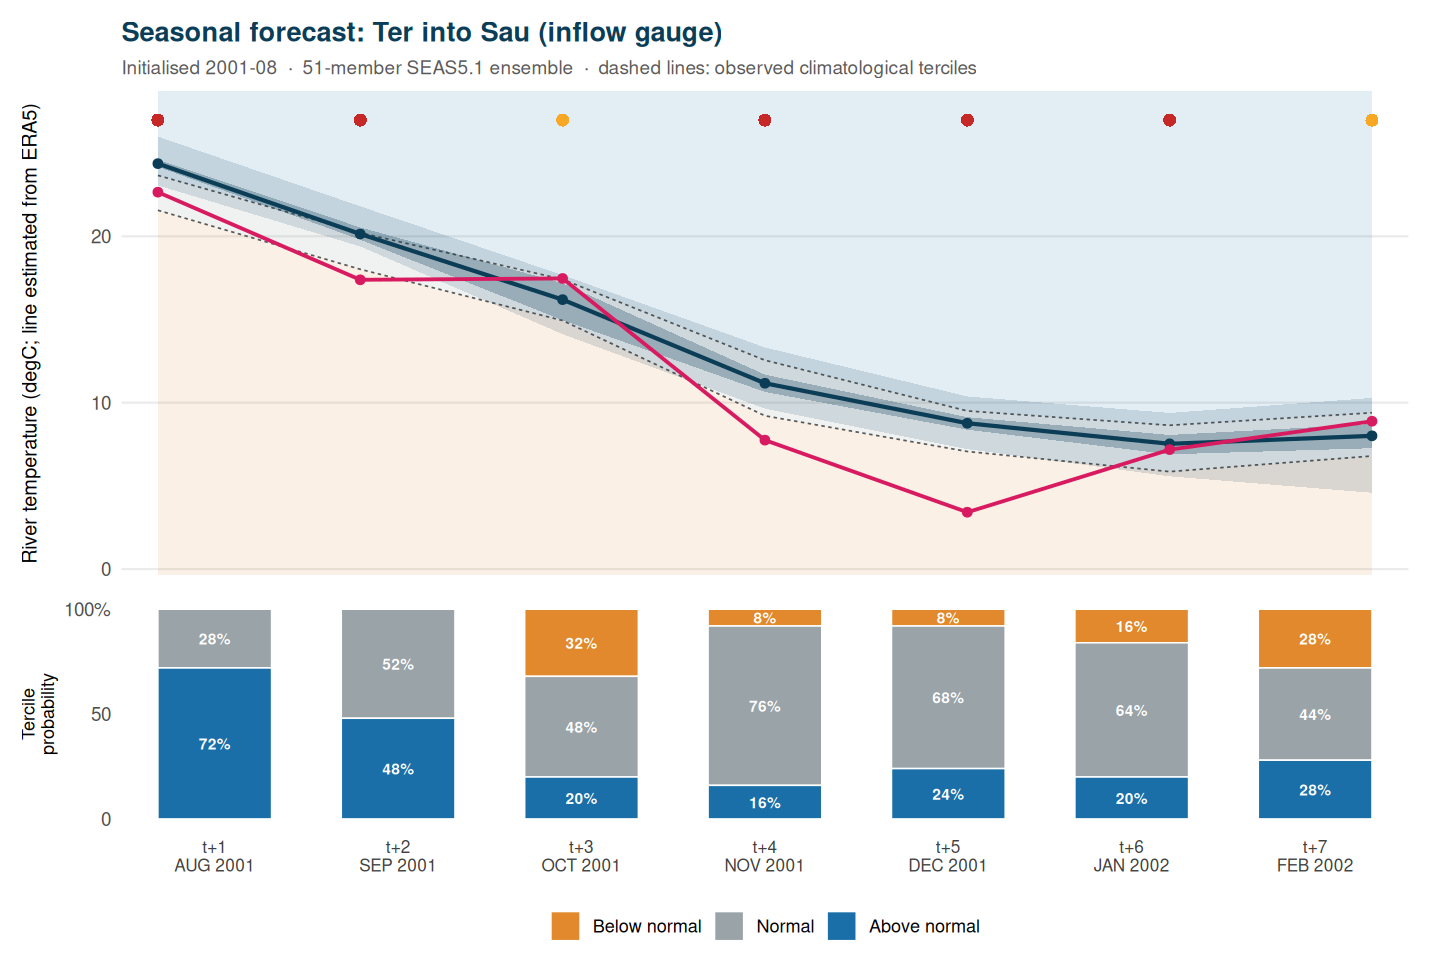 Seasonal forecast: Ter into Sau (inflow gauge)
Initialised 2001-08 · 51-member SEAS5.1 ensemble · dashed lines: observed climatological terciles
River temperature (degC; line estimated from ERA5)
20
10
0
Tercile
probability
100%
50
0
28%
72%
52%
48%
32%
48%
20%
8%
76%
16%
8%
68%
24%
16%
64%
20%
28%
44%
28%
t+1
AUG 2001
t+2
SEP 2001
t+3
OCT 2001
t+4
NOV 2001
t+5
DEC 2001
t+6
JAN 2002
t+7
FEB 2002
Below normal
Normal
Above normal